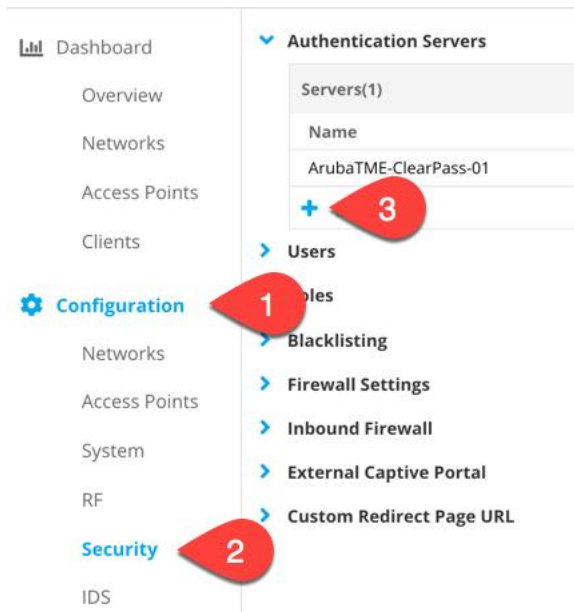 Dashboard
Overview
Networks
Access Points
Clients
Configuration
Networks
Access Points
System
RF
Security
IDS
Authentication Servers
Servers(1)
Name
ArubaTME-ClearPass-01
+
3
Users
1
oles
Blacklisting
Firewall Settings
Inbound Firewall
External Captive Portal
Custom Redirect Page URL
2